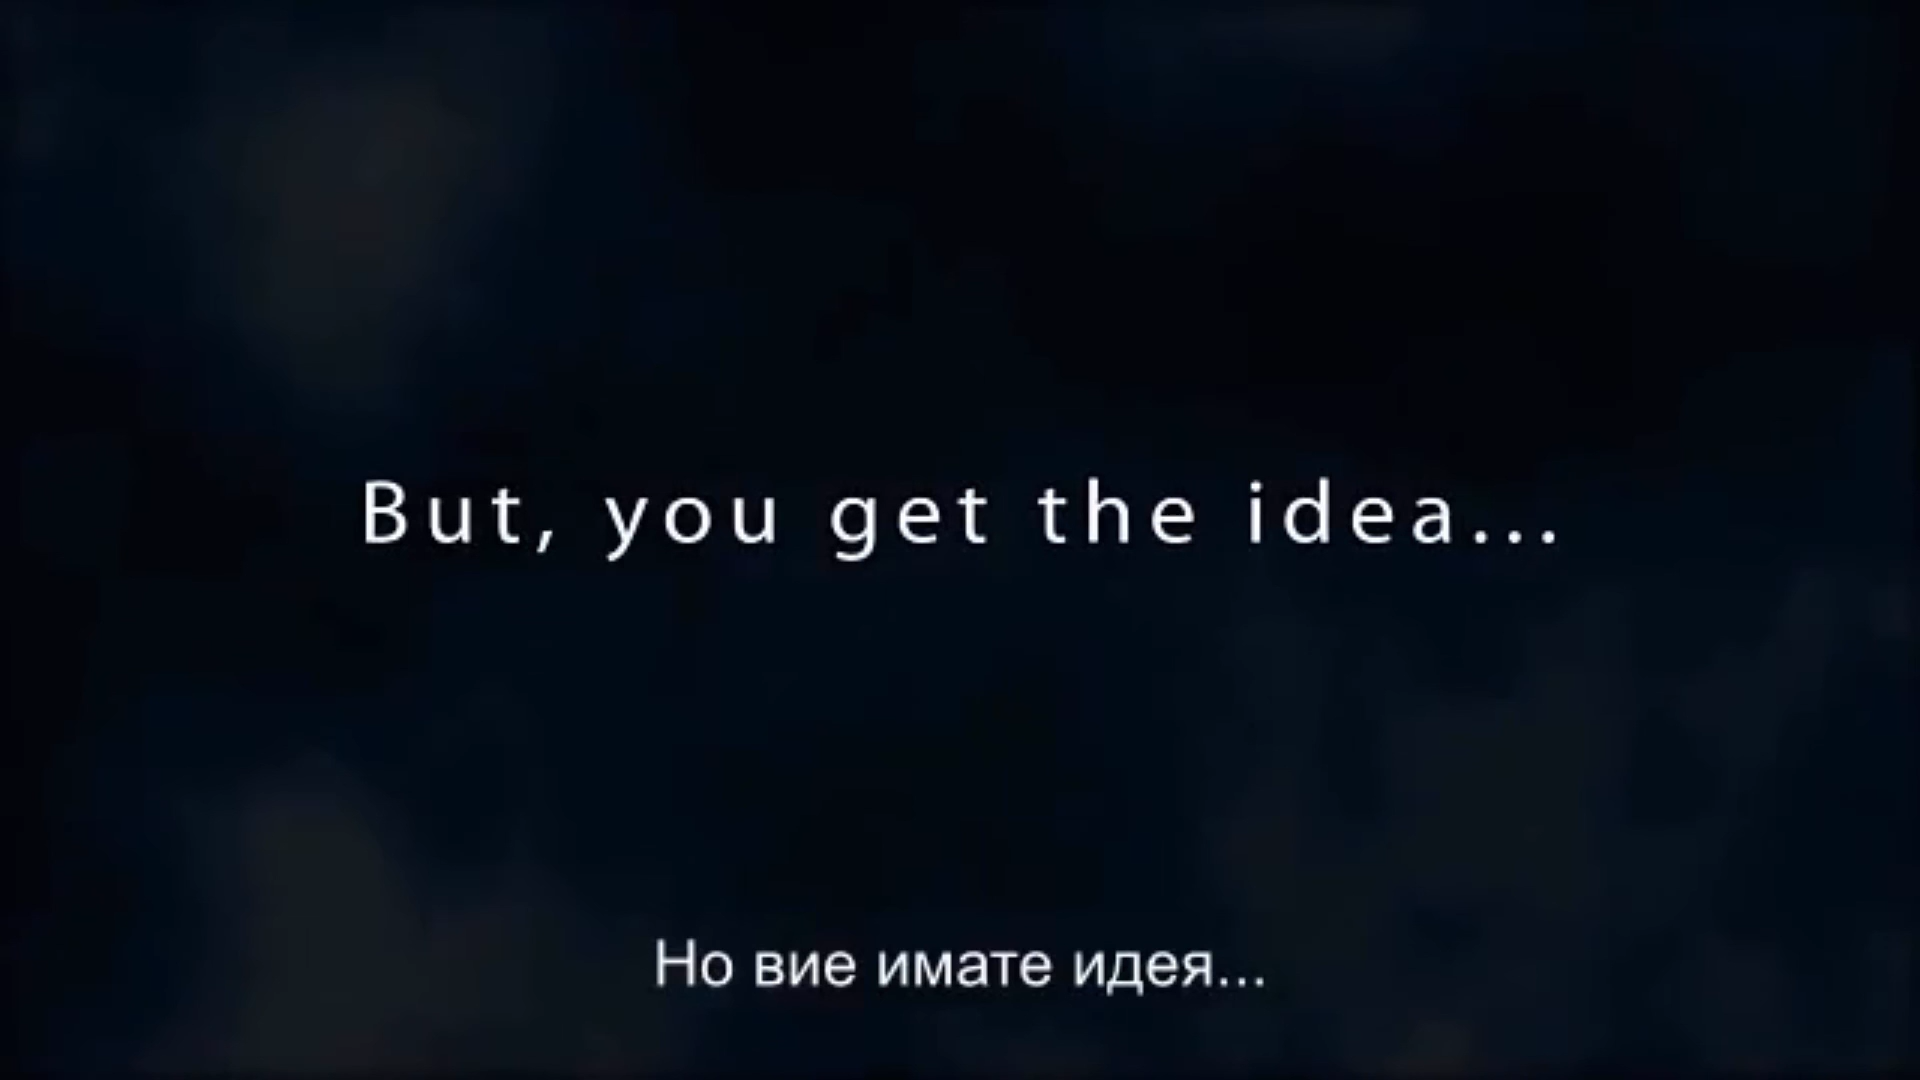 But, you get the idea...
Но вие имате идея...